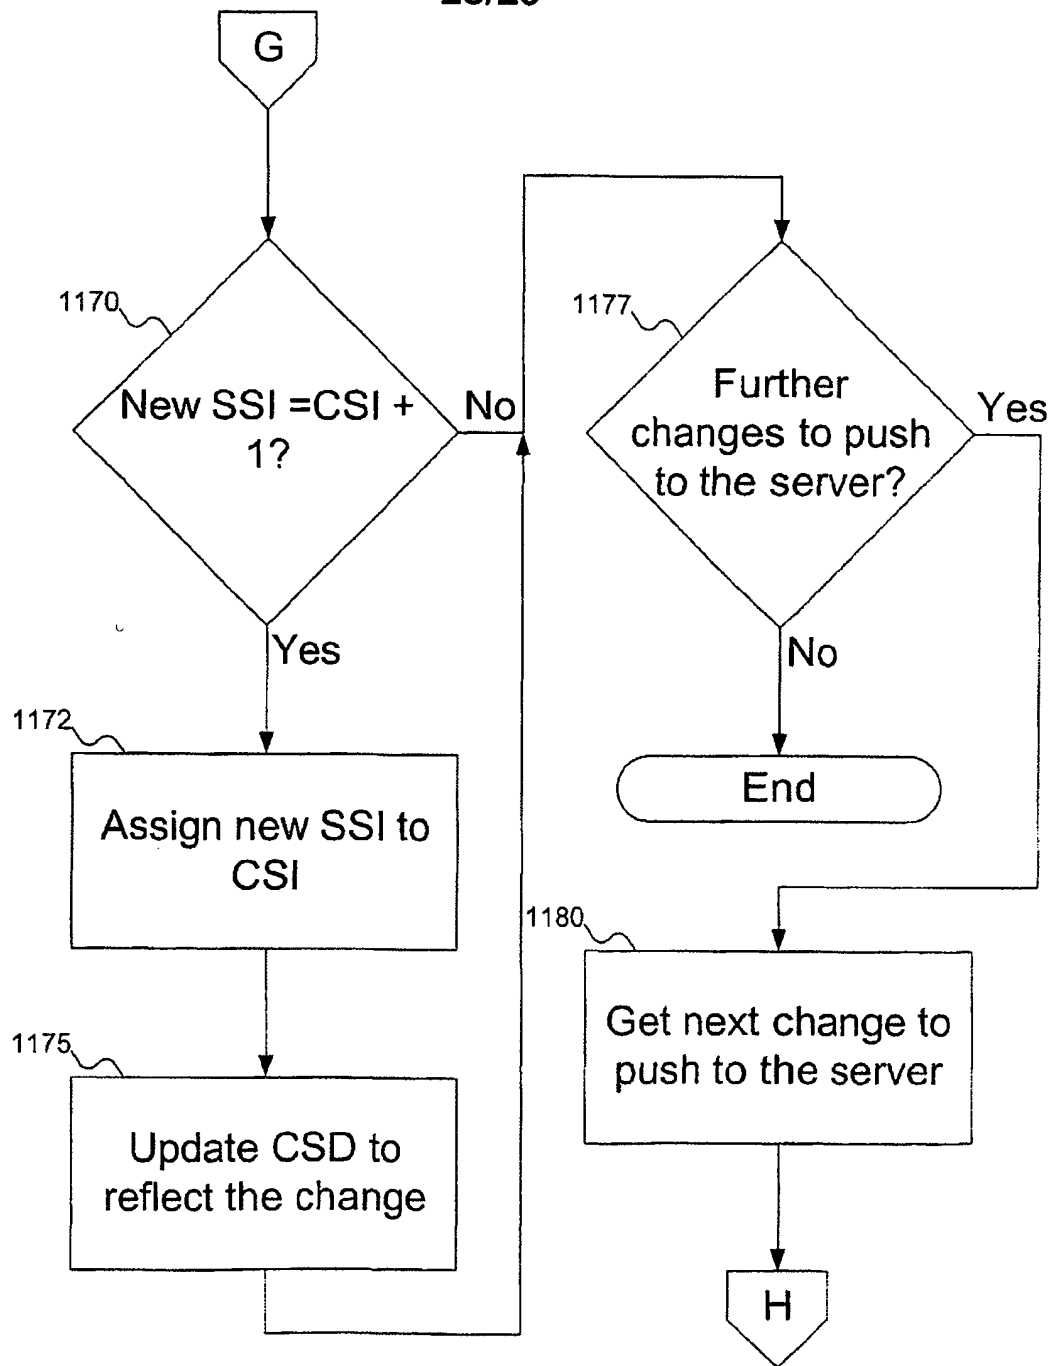 G
1170
New SSI =CSI +
1?
No
Yes
1172
Assign new SSI to
CSI
1175
Update CSD to
reflect the change
1177
Further
changes to push
to the server?
Yes
No
End
1180
Get next change to
push to the server
H